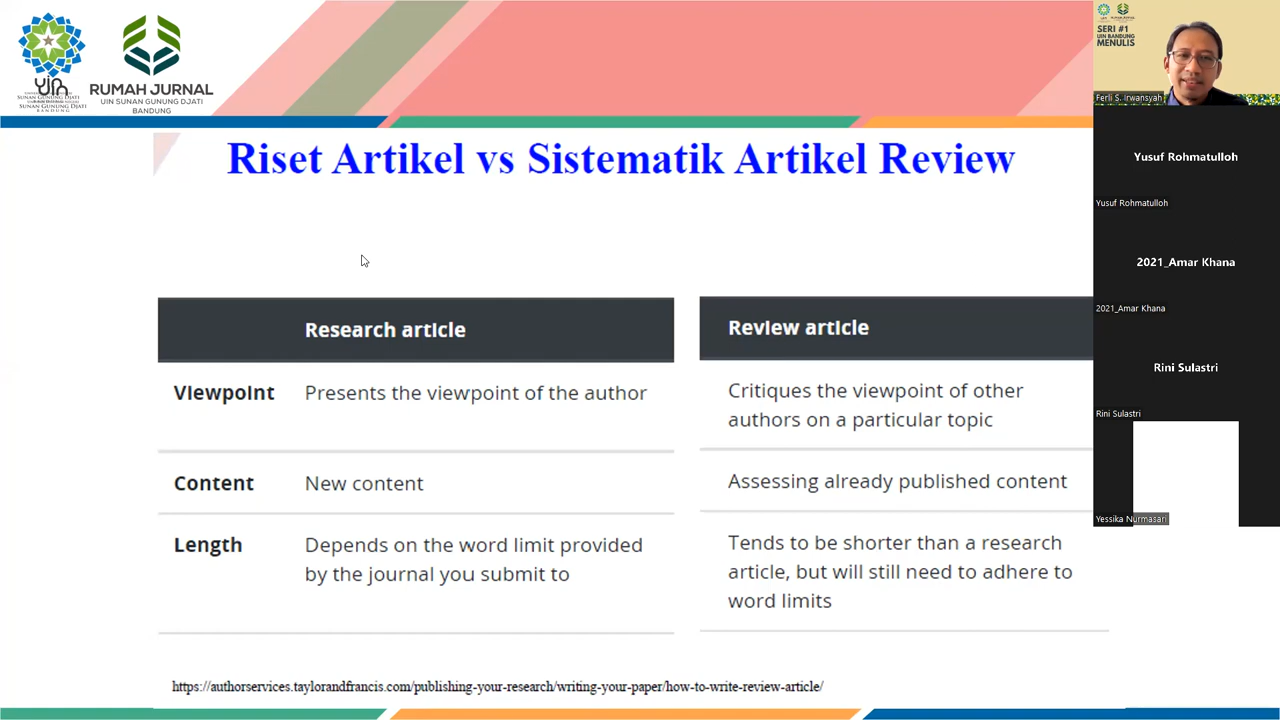 uin
SUNAN GUNUNG DJATI
BANDUNG
RUMAH JURNAL
UIN SUNAN GUNUNG DJATI
BANDUNG
Riset Artikel vs Sistematik Artikel Review
Research article
Viewpoint Presents the viewpoint of the author
Content New content
Length Depends on the word limit provided
by the journal you submit to
Review article
Critiques the viewpoint of other
authors on a particular topic
Assessing already published content
Tends to be shorter than a research
article, but will still need to adhere to
word limits
https://authorservices.taylorandfrancis.com/publishing-your-research/writing-your-paper/how-to-write-review-article/
SERI #1
UIN BANDUNG
MENULIS
Ferli S. Irwansyah
Yusuf Rohmatulloh
Yusuf Rohmatulloh
2021_Amar Khana
2021_Amar Khana
Rini Sulastri
Rini Sulastri
Yessika Nurmasari